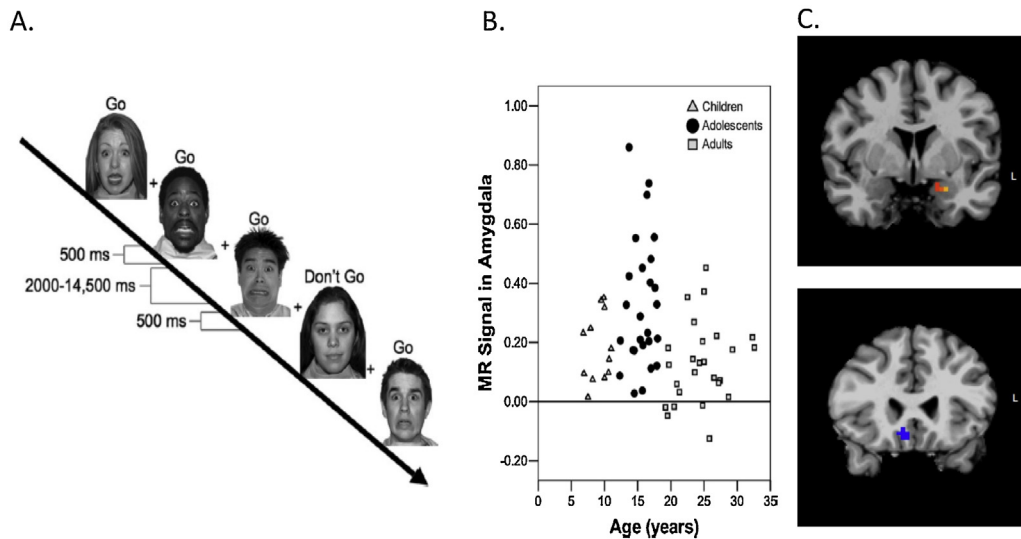 A.
Go
Go
Go
Don't Go
Go
+
+
+
+
500 ms
2000-14,500 ms
500 ms
B.
1.00
0.80
0.60
0.40
0.20
0.00
-0.20
MR Signal in Amygdala
Children
Adolescents
Adults
0 5 10 15 20 25 30 35
Age (years)
C.
L
L